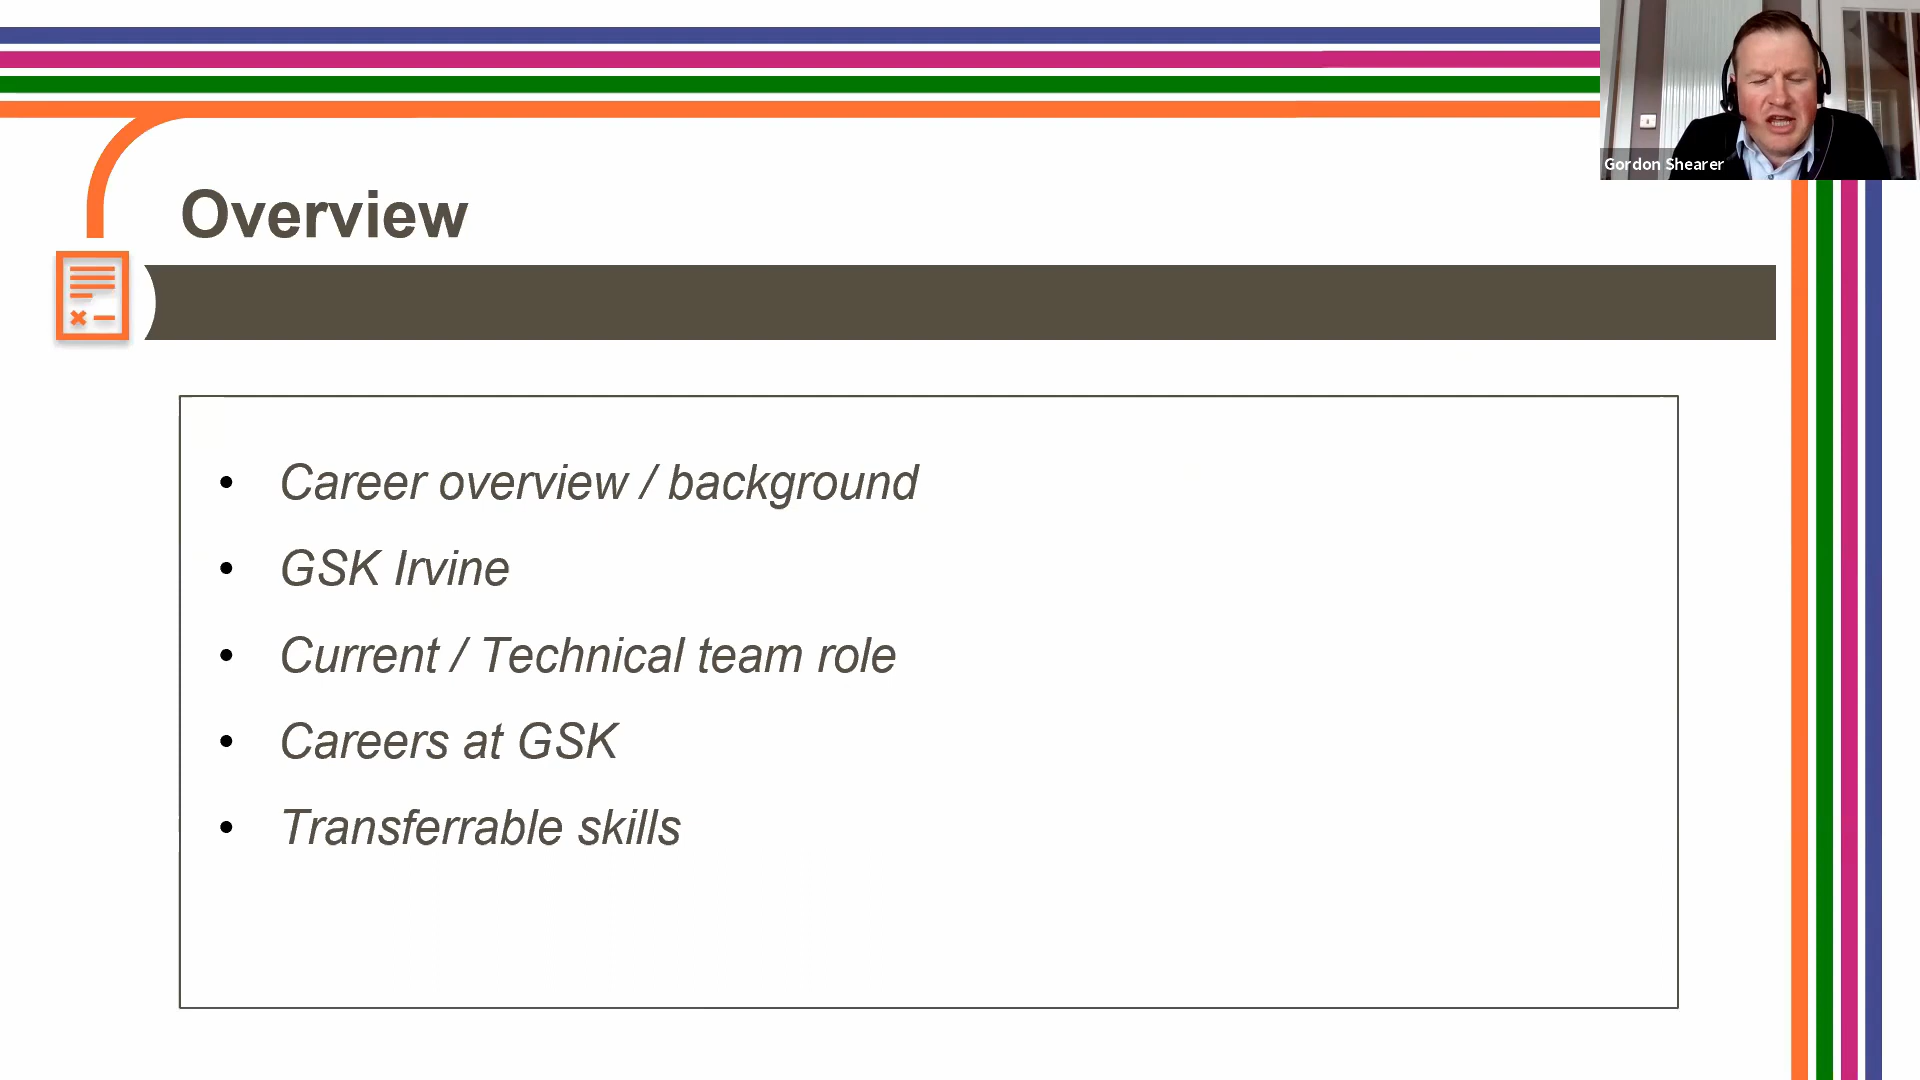 Gordon Shearer
Overview
• Career overview / background
• GSK Irvine
• Current / Technical team role
• Careers at GSK
• Transferrable skills